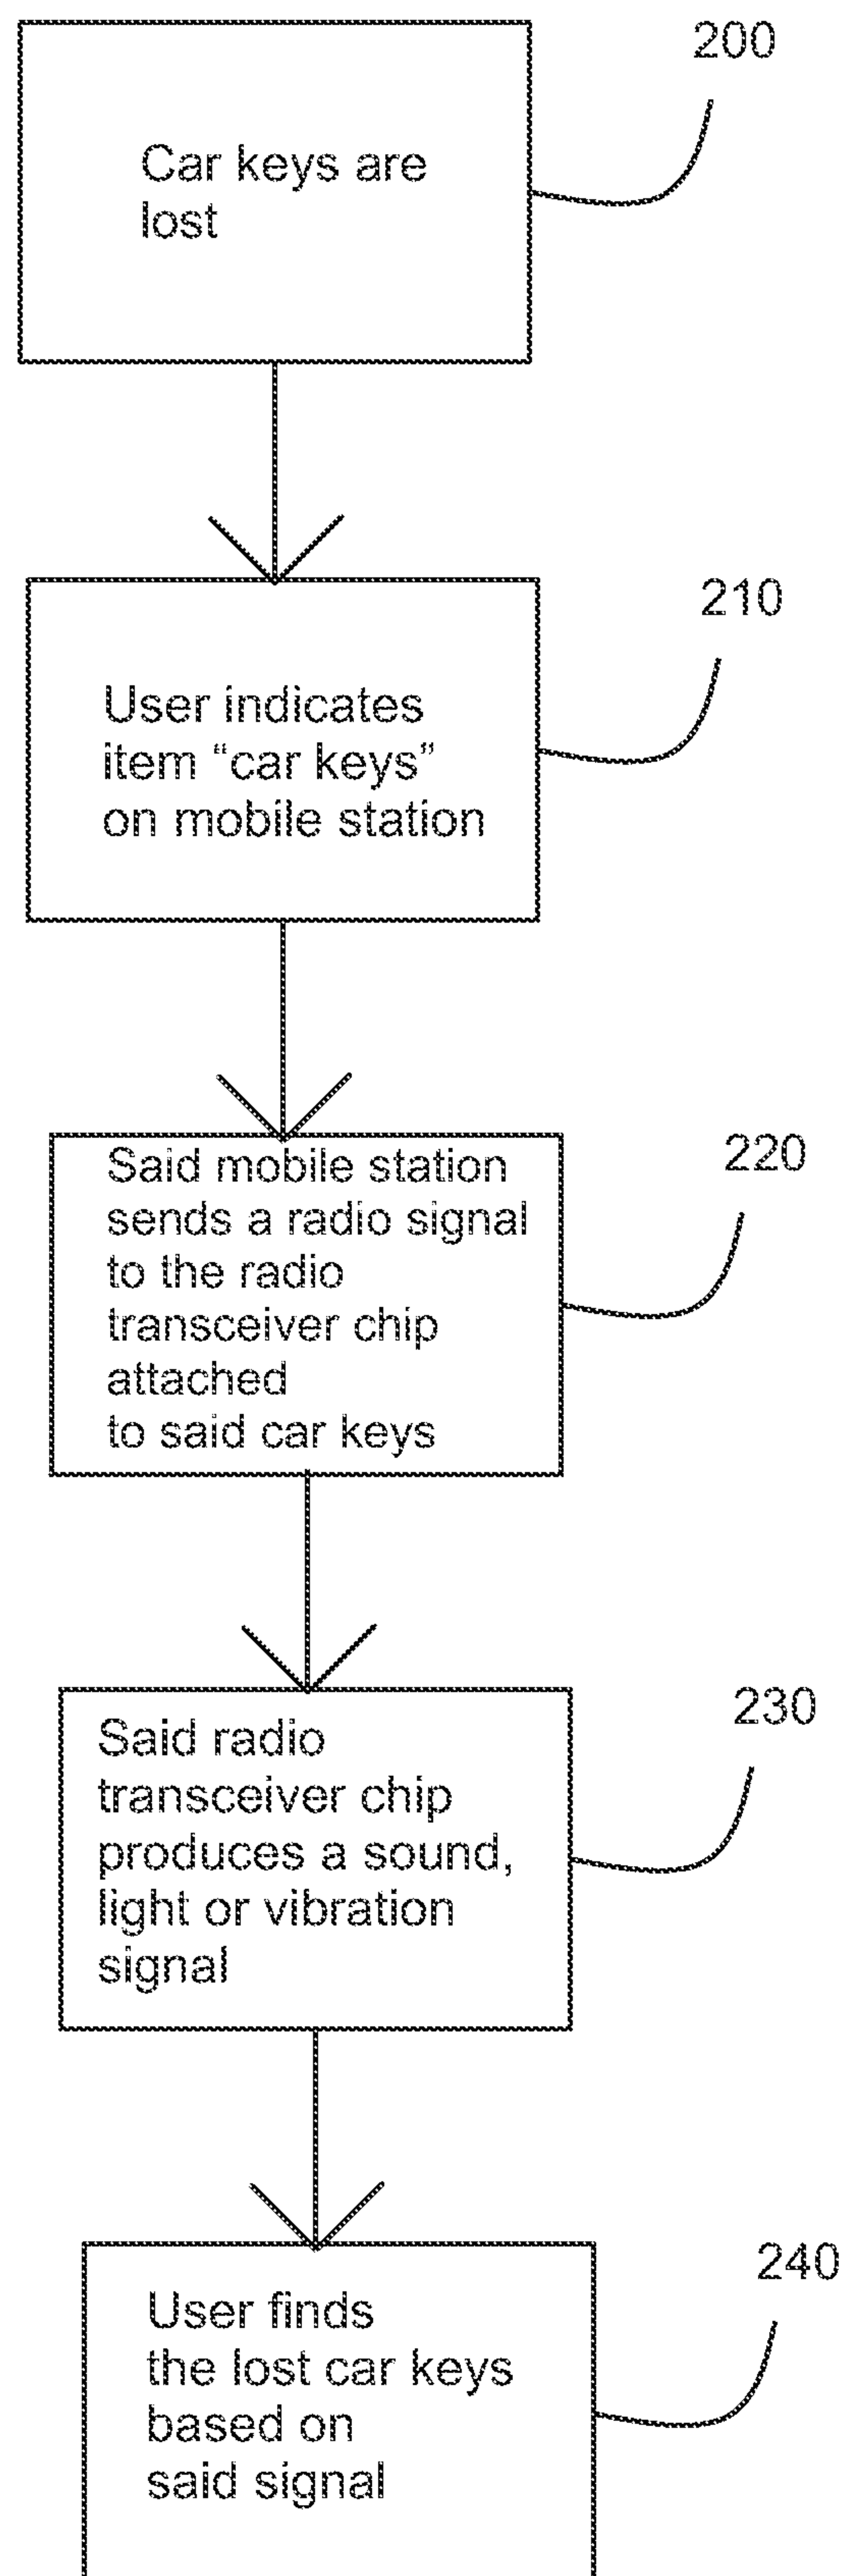 200
Car keys are
lost
210
User indicates
item “car keys”
on mobile station
220
Said mobile station
sends a radio signal
to the radio
transceiver chip
attached
to said car keys
230
Said radio
transceiver chip
produces a sound,
light or vibration
signal
240
User finds
the lost car keys
based on
said signal